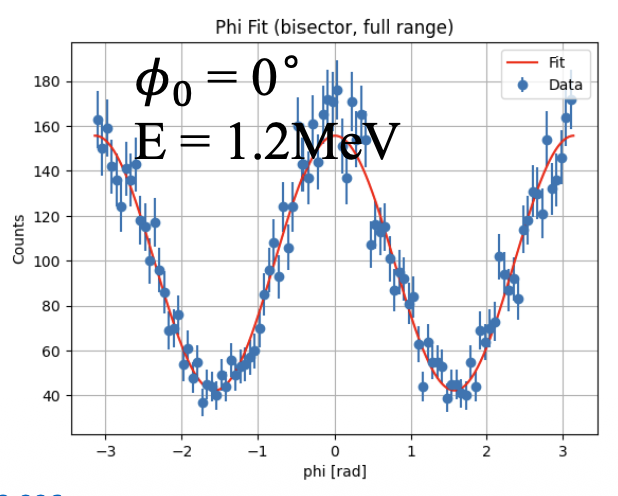 Phi Fit (bisector, full range)
ϕ₀ = 0°
E = 1.2MeV
Fit
Data
180
160
140
120
100
80
60
40
Counts
−3 −2 −1 0 1 2 3
phi [rad]